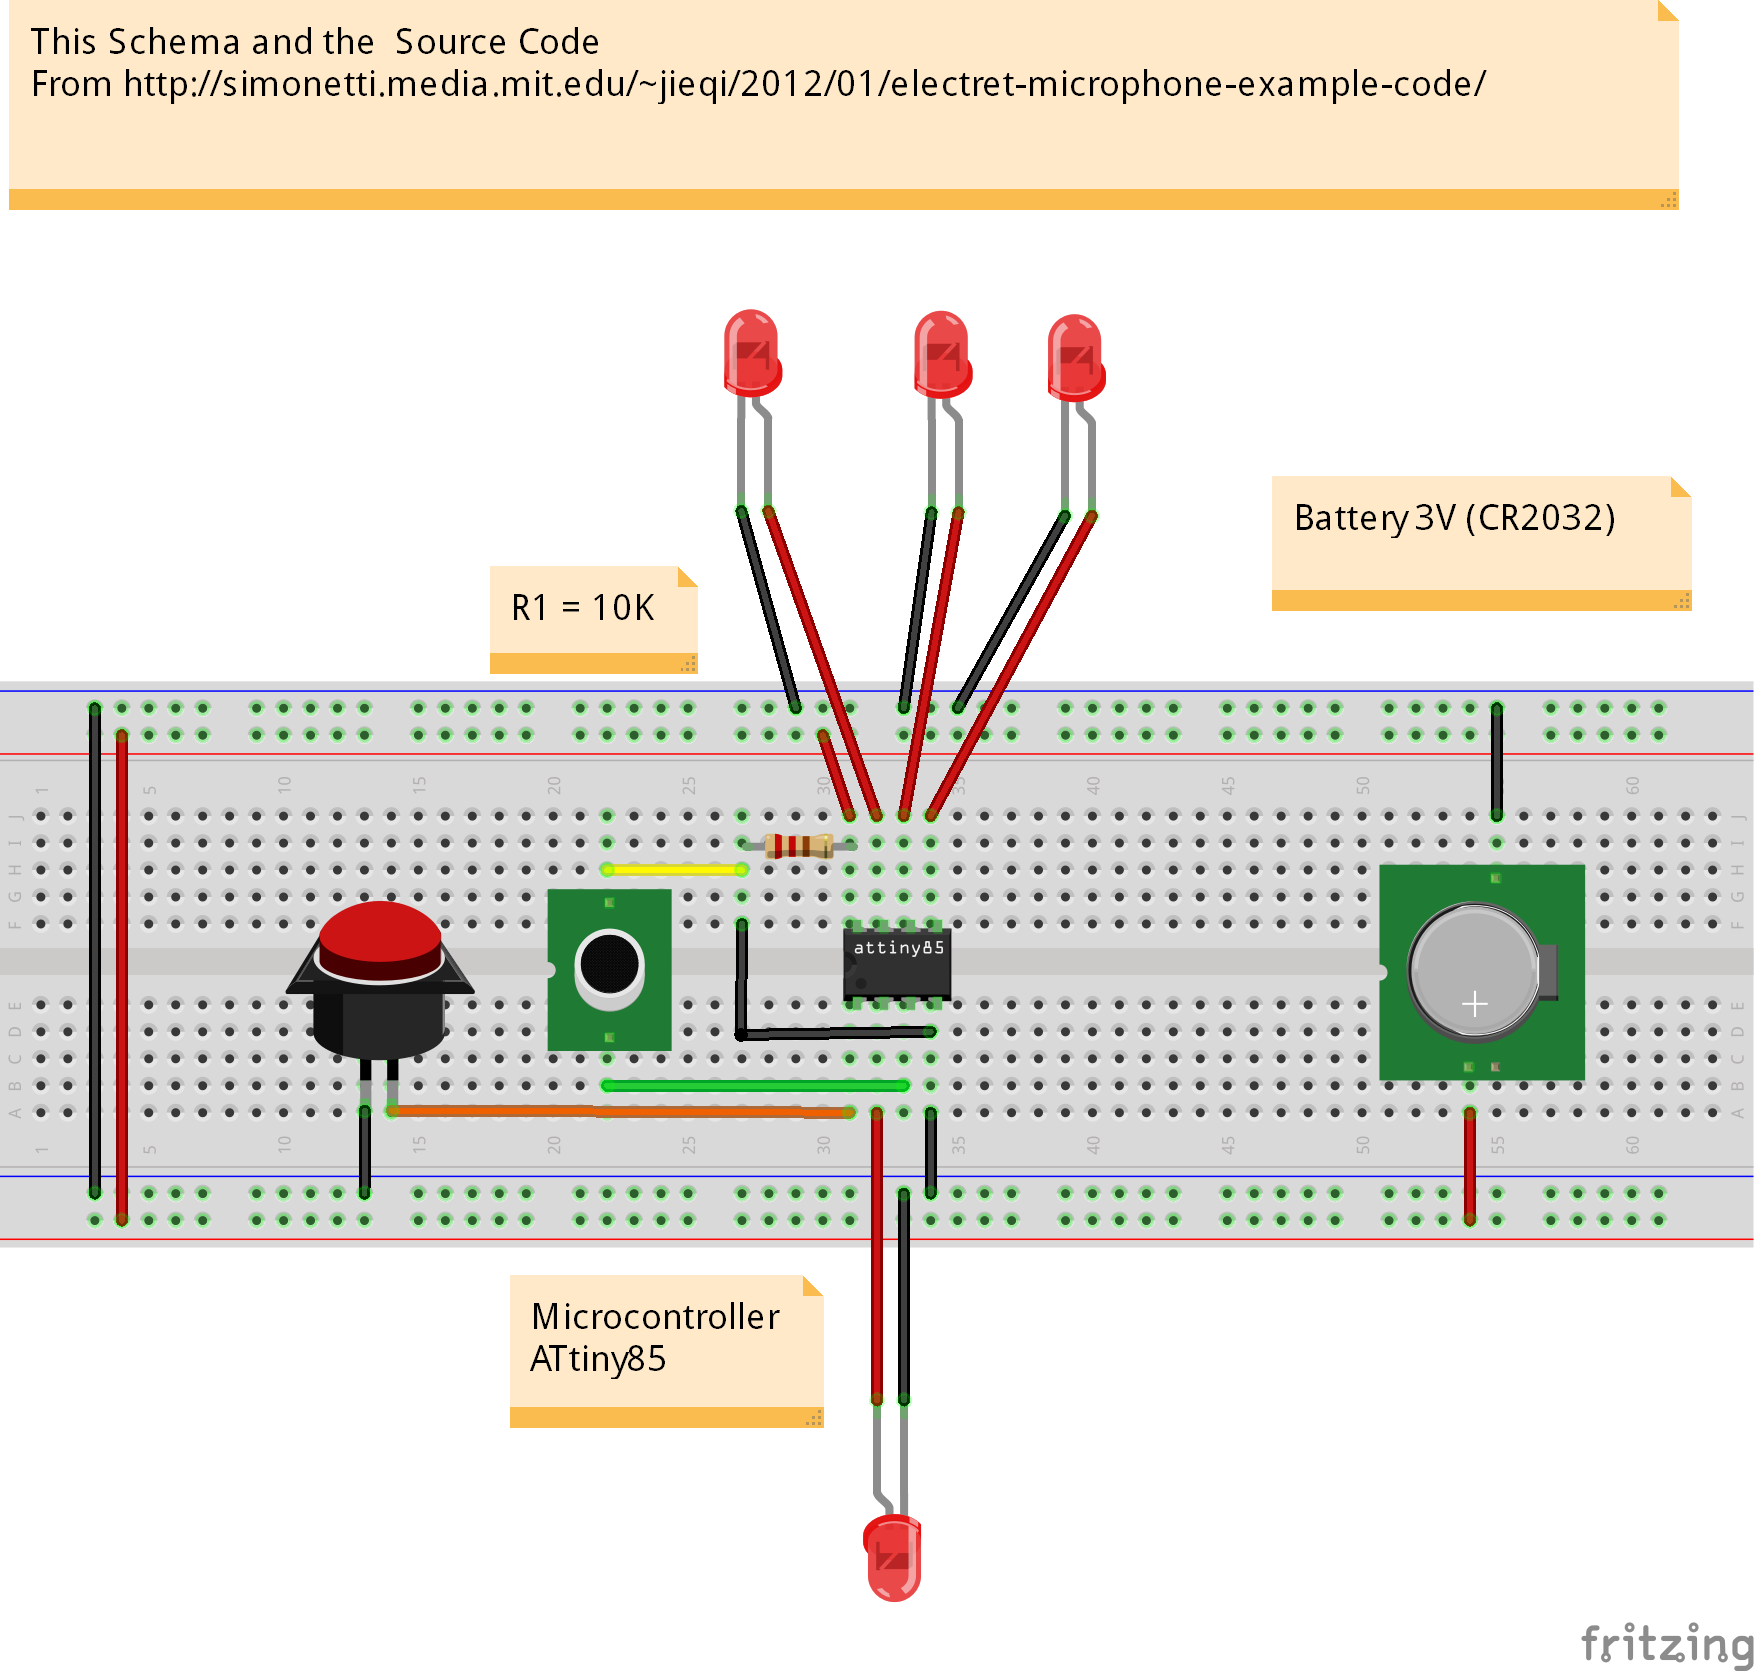 This Schema and the  Source Code
From http://simonetti.media.mit.edu/~jieqi/2012/01/electret-microphone-example-code/
Battery 3V (CR2032)
R1 = 10K
1 5 10 15 20 25 30 35 40 45 50 55 60
J J
I I
H H
G G
F F
attiny85
E E
D D
C C
B B
A A
1 5 10 15 20 25 30 35 40 45 50 55 60
Microcontroller
ATtiny85
fritzing